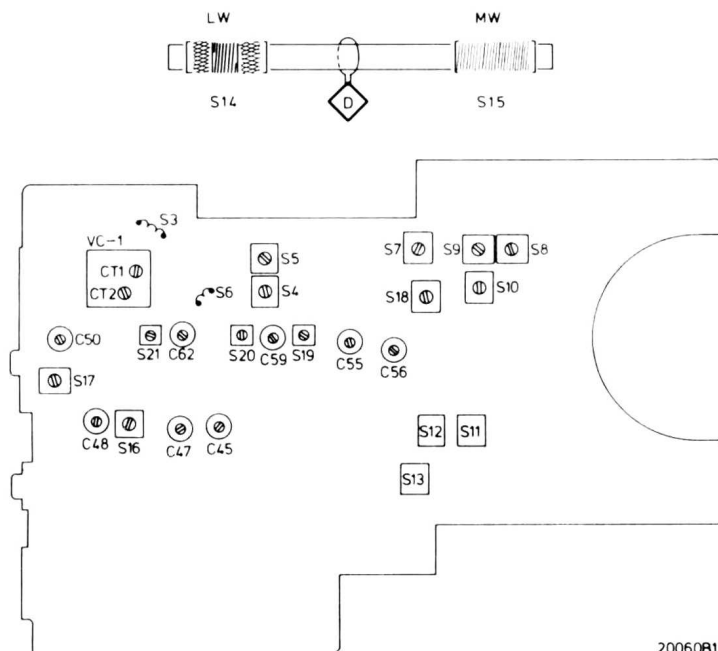 LW MW
S14 D S15
S3
VC-1
CT1
CT2
S6
S5
S4
S7 S9 S8
S18 S10
C50 S21 C62 S20 C59 S19 C55 C56
S17
C48 S16 C47 C45
S12 S11
S13
20060B1